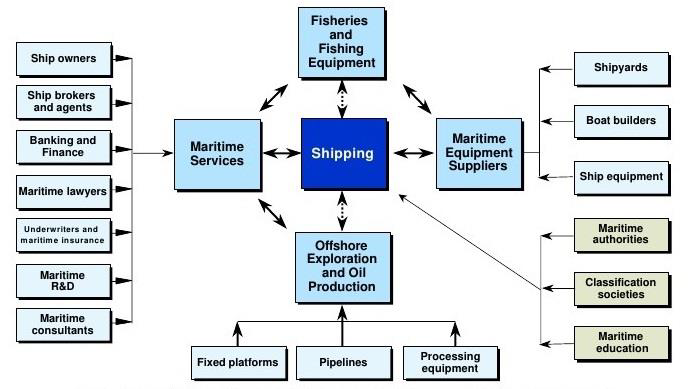 Fisheries
and
Fishing
Equipment
Ship owners
Ship brokers
and agents
Banking and
Finance
Maritime lawyers
Underwriters and
maritime insurance
Maritime
R&D
Maritime
consultants
Maritime
Services
Shipping
Maritime
Equipment
Suppliers
Shipyards
Boat builders
Ship equipment
Maritime
authorities
Classification
societies
Maritime
education
Offshore
Exploration
and Oil
Production
Fixed platforms
Pipelines
Processing
equipment